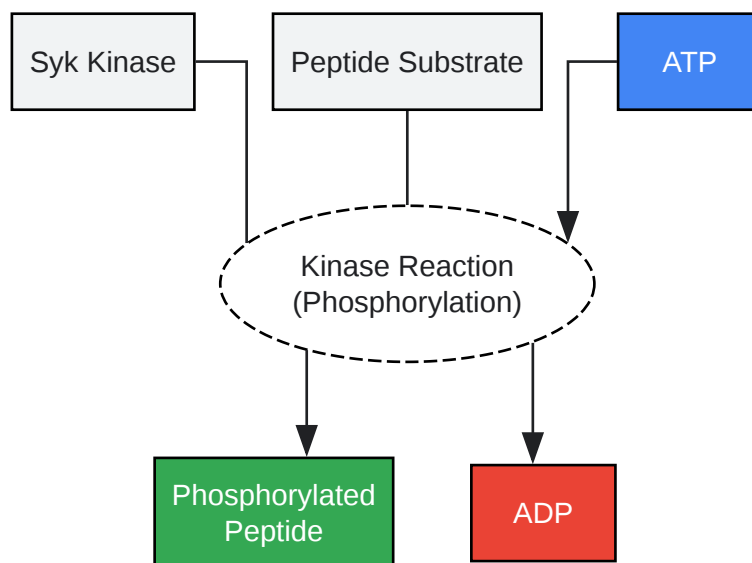 Syk Kinase
Peptide Substrate
ATP
Kinase Reaction
(Phosphorylation)
Phosphorylated
Peptide
ADP